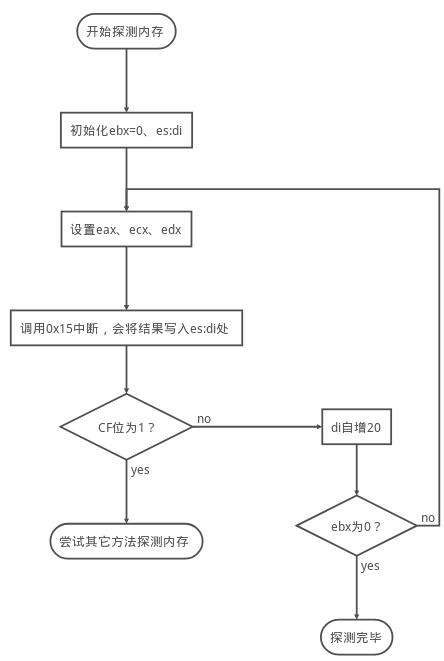 开始探测内存
初始化ebx=0、es:di
设置eax、ecx、edx
调用0x15中断，会将结果写入es:di处
CF位为1？
no
di自增20
yes
ebx为0？
no
尝试其它方法探测内存
yes
探测完毕